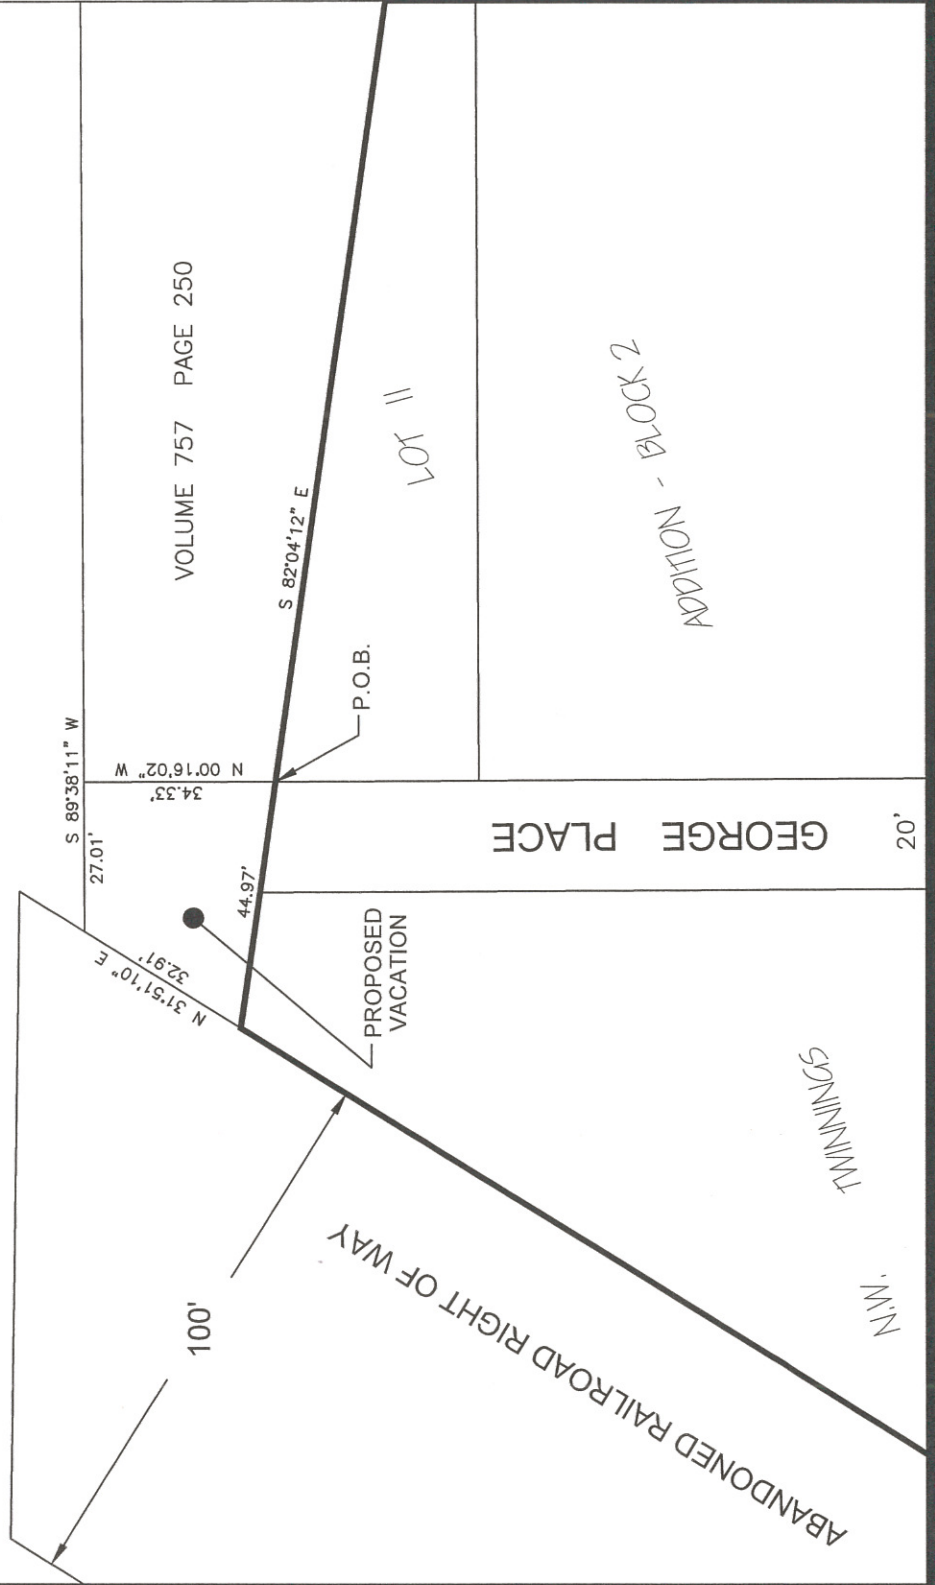 S 89°38'11" W
27.01'
N 00°16'02" W
34.33'
VOLUME 757 PAGE 250
N 31°51'10" E
32.91'
44.97'
S 82°04'12" E
P.O.B.
LOT 11
PROPOSED
VACATION
100'
ABANDONED RAILROAD RIGHT OF WAY
GEORGE PLACE
20'
N.W. TWINNINGS ADDITION - BLOCK 2